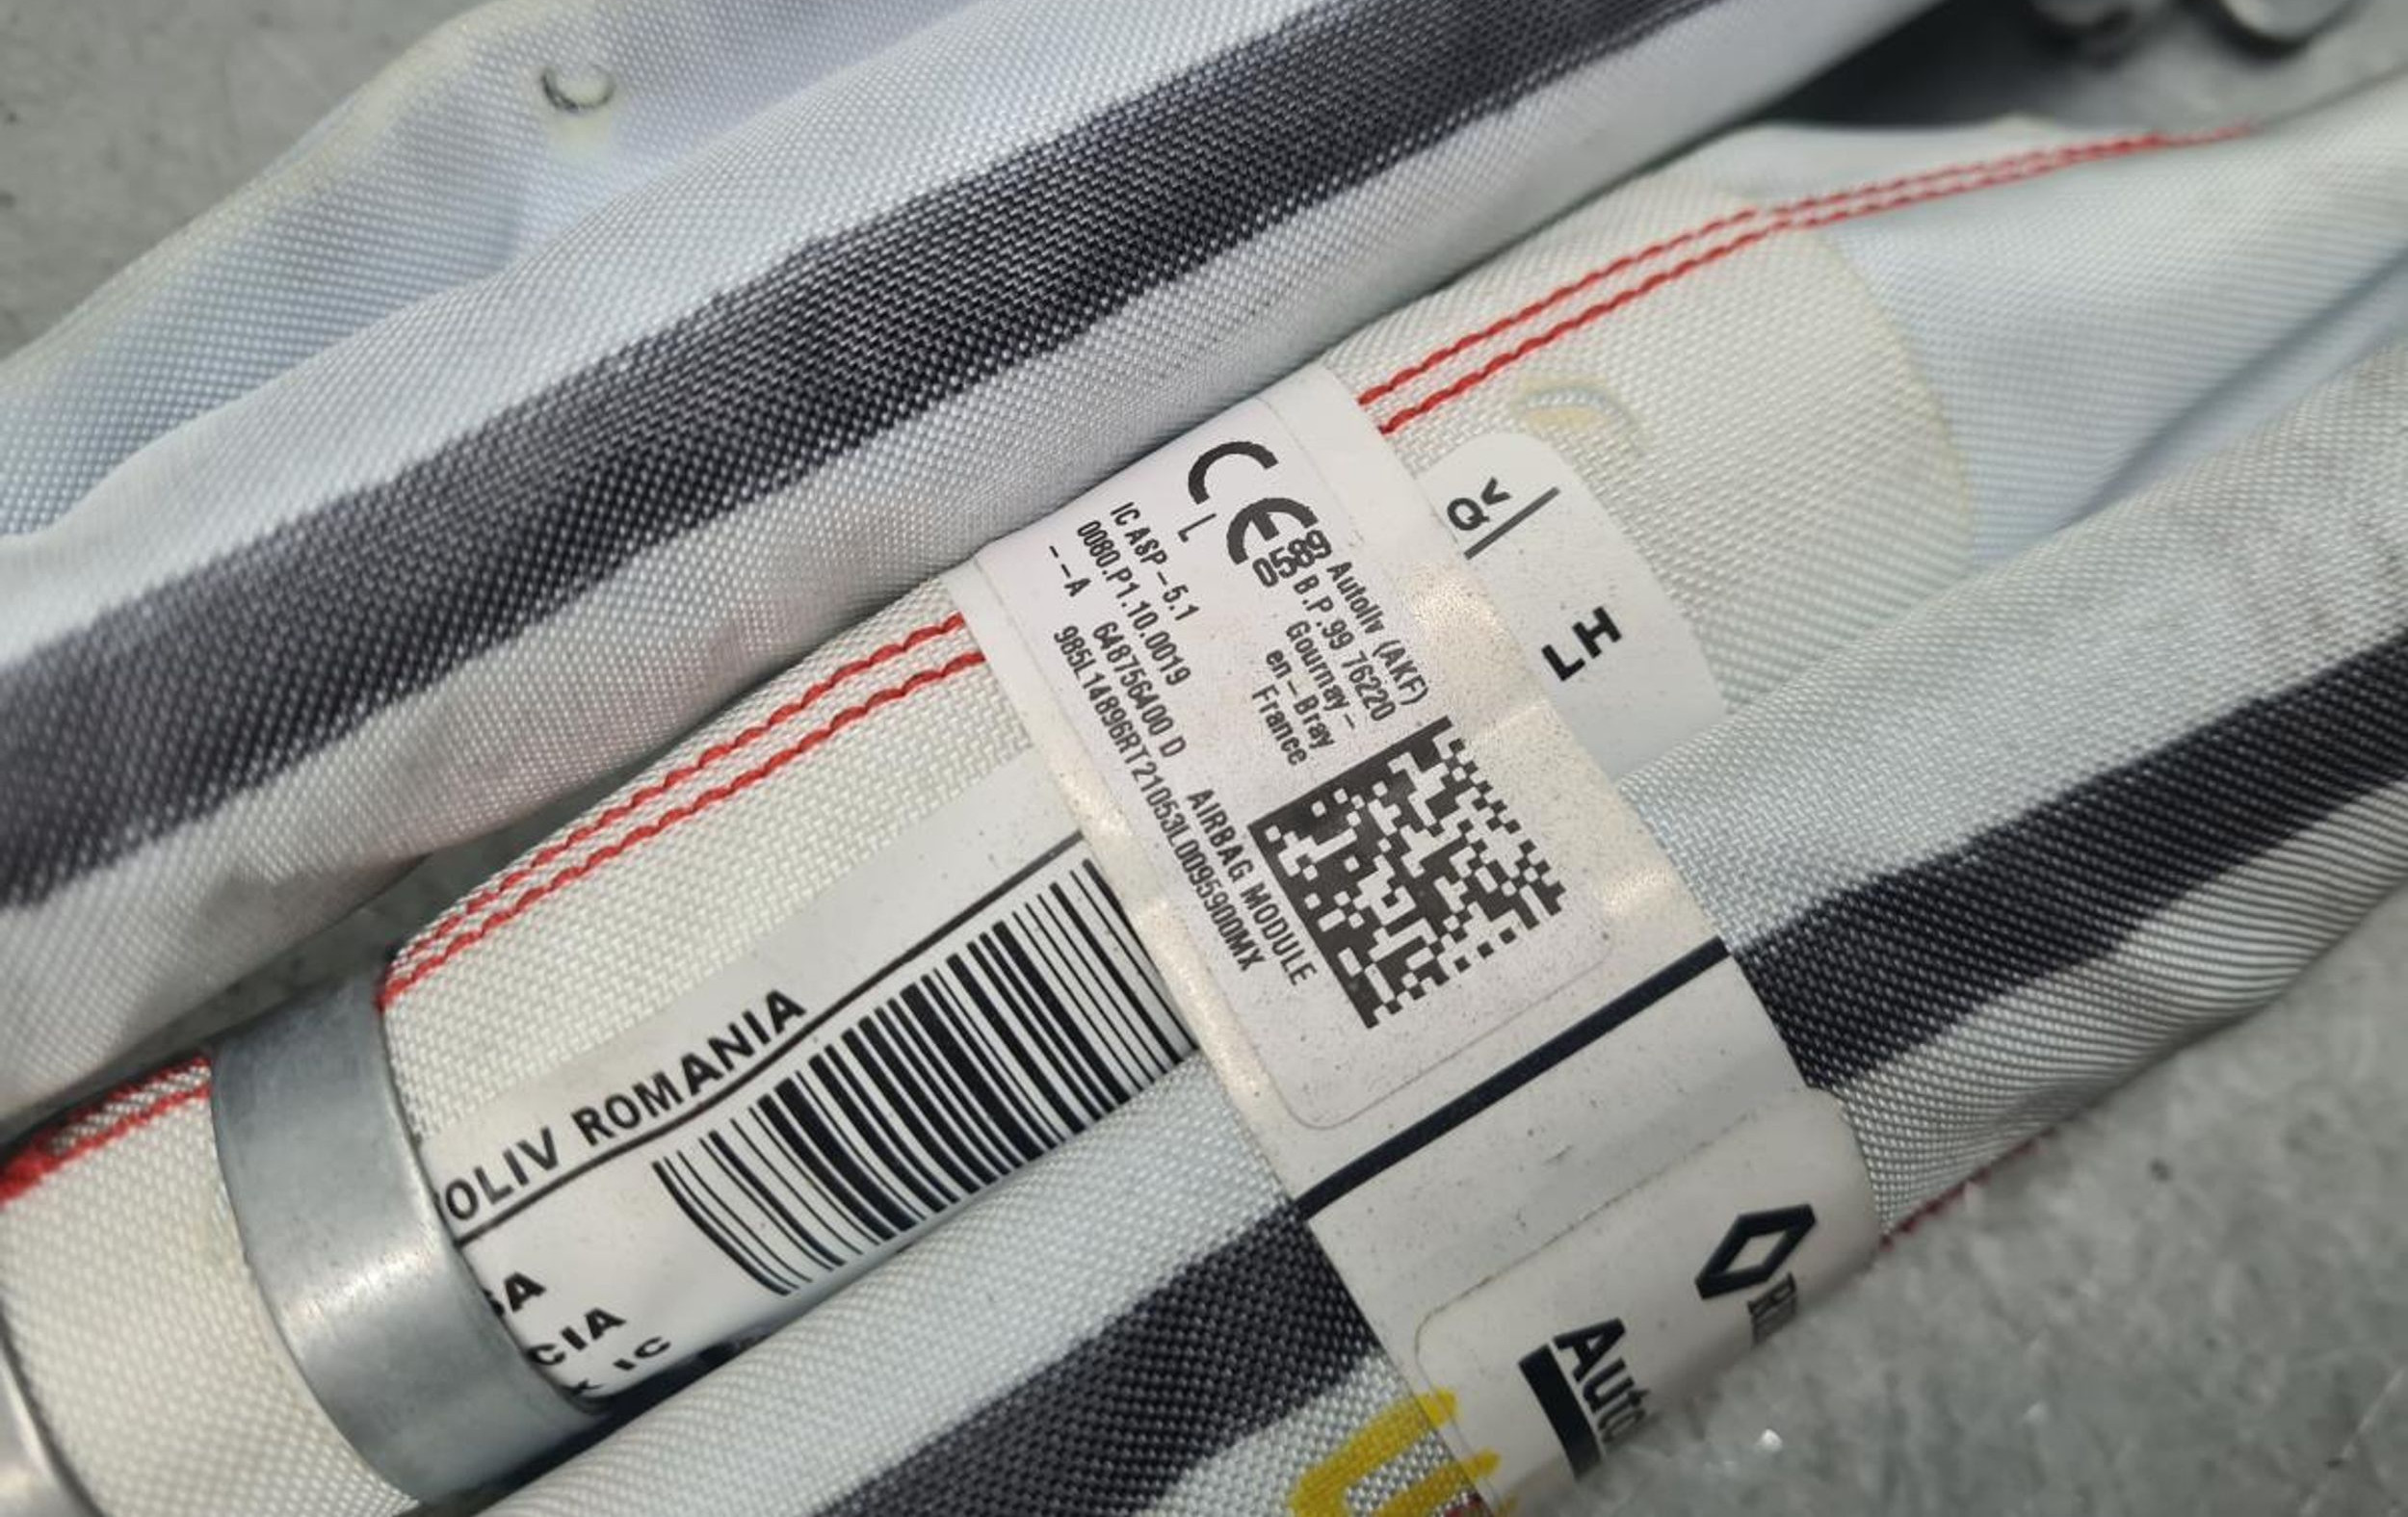 CE
0589
L
Autoliv (AKF)
B.P.99 76220
Gournay-
en-Bray
France
IC ASP-5.1
0080.P1.10.0019
--A
648756400 D AIRBAG MODULE
985L14896RT21053L0095900MX
LH
OLIV ROMANIA
CIA
IC